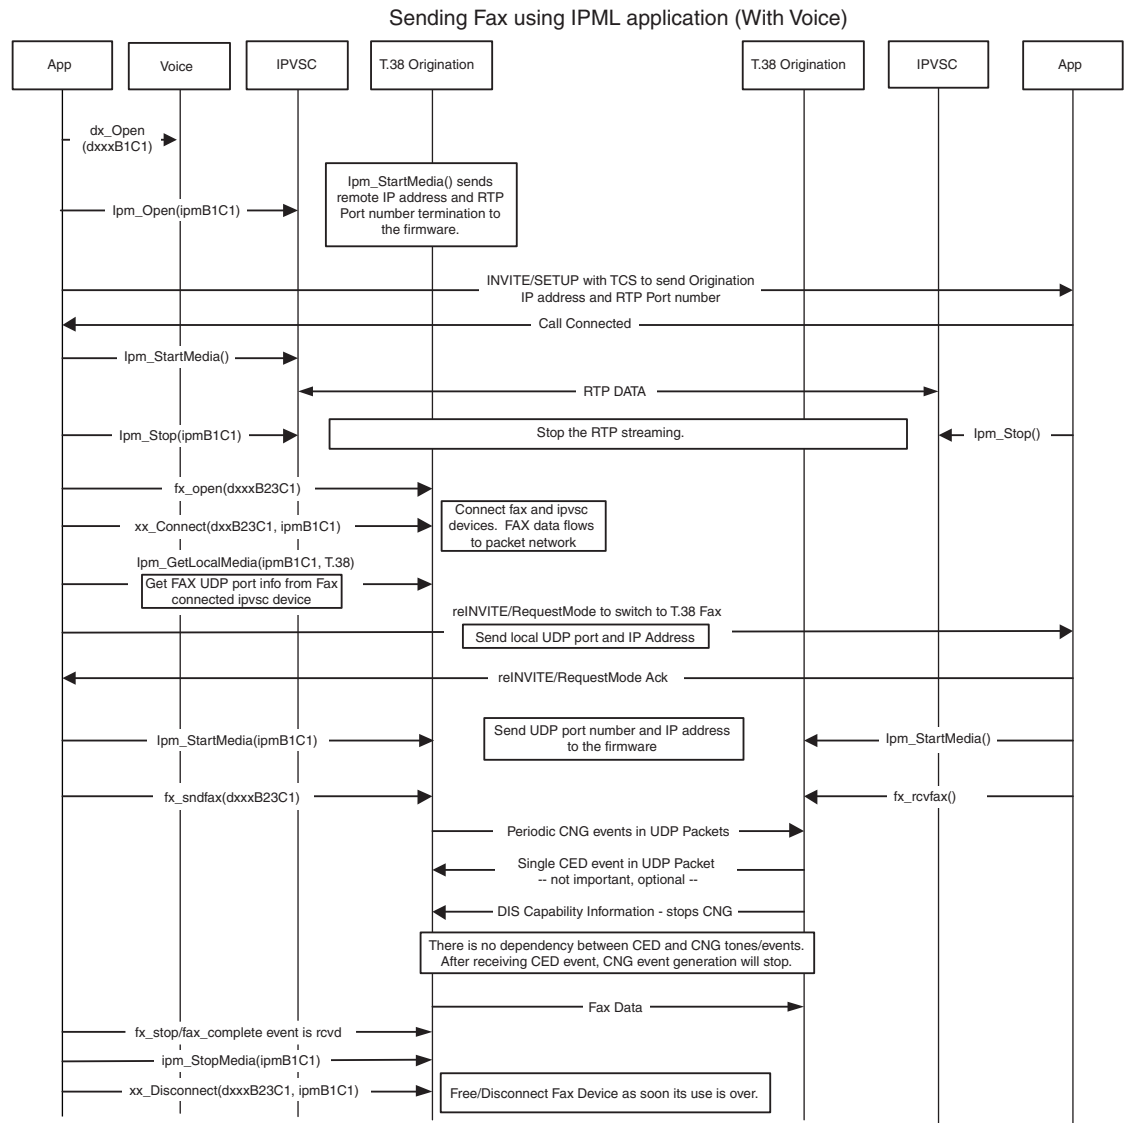 Sending Fax using IPML application (With Voice)
App
Voice
IPVSC
T.38 Origination
T.38 Origination
IPVSC
App
dx_Open
(dxxxB1C1)
Ipm_StartMedia() sends
remote IP address and RTP
Port number termination to
the firmware.
Ipm_Open(ipmB1C1)
INVITE/SETUP with TCS to send Origination
IP address and RTP Port number
Call Connected
Ipm_StartMedia()
RTP DATA
Ipm_Stop(ipmB1C1)
Stop the RTP streaming.
Ipm_Stop()
fx_open(dxxxB23C1)
xx_Connect(dxxB23C1, ipmB1C1)
Connect fax and ipvsc
devices.  FAX data flows
to packet network
Ipm_GetLocalMedia(ipmB1C1, T.38)
Get FAX UDP port info from Fax
connected ipvsc device
reINVITE/RequestMode to switch to T.38 Fax
Send local UDP port and IP Address
reINVITE/RequestMode Ack
Ipm_StartMedia(ipmB1C1)
Send UDP port number and IP address
to the firmware
Ipm_StartMedia()
fx_sndfax(dxxxB23C1)
fx_rcvfax()
Periodic CNG events in UDP Packets
Single CED event in UDP Packet
-- not important, optional --
DIS Capability Information - stops CNG
There is no dependency between CED and CNG tones/events.
After receiving CED event, CNG event generation will stop.
Fax Data
fx_stop/fax_complete event is rcvd
ipm_StopMedia(ipmB1C1)
xx_Disconnect(dxxxB23C1, ipmB1C1)
Free/Disconnect Fax Device as soon its use is over.